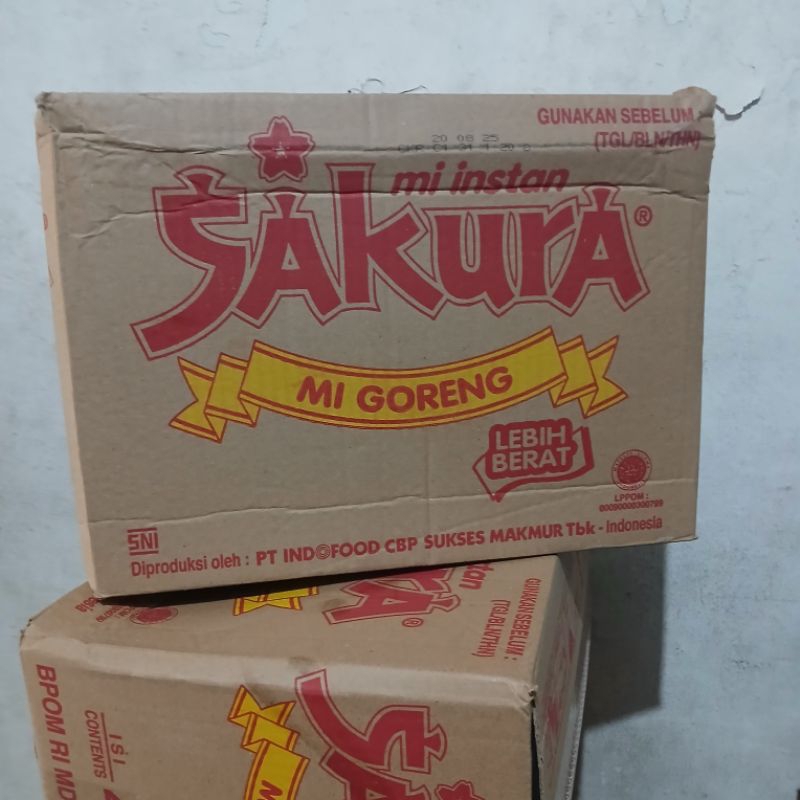 GUNAKAN SEBELUM :
(TGL/BLN/THN)
20 08 25
mi instan
SAkurA®
MI GORENG
LEBIH
BERAT
LPPOM :
00090000300799
SNI
Diproduksi oleh : PT INDOFOOD CBP SUKSES MAKMUR Tbk - Indonesia
GUNAKAN SEBELUM :
(TGL/BLN/THN)
BPOM RI MD
ISI
CONTENTS